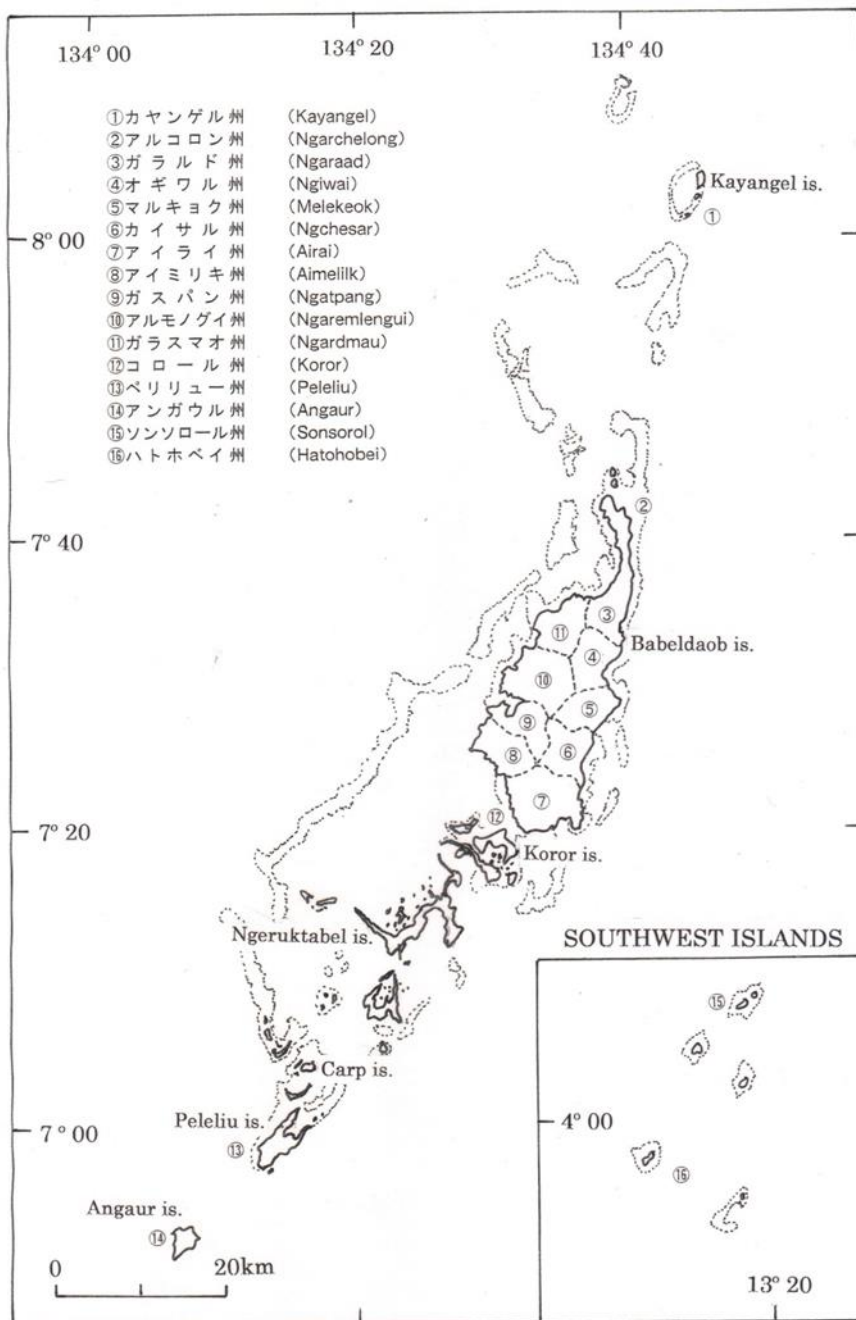 134° 00 134° 20 134° 40
①カヤンゲル州 (Kayangel)
②アルコロン州 (Ngarchelong)
③ガラルド州 (Ngaraad)
④オギワル州 (Ngiwai)
⑤マルキョク州 (Melekeok)
⑥カイサル州 (Ngchesar)
⑦アイライ州 (Airai)
⑧アイミリキ州 (Aimelilk)
⑨ガスパン州 (Ngatpang)
⑩アルモノグイ州 (Ngaremlengui)
⑪ガラスマオ州 (Ngardmau)
⑫コロール州 (Koror)
⑬ペリリュー州 (Peleliu)
⑭アンガウル州 (Angaur)
⑮ソンソロール州 (Sonsorol)
⑯ハトホベイ州 (Hatohobei)
Kayangel is.
①
8° 00
②
7° 40
③
⑪
Babeldaob is.
④
⑩
⑤
⑨
⑥
⑧
⑦
⑫
7° 20
Koror is.
Ngeruktabel is.
SOUTHWEST ISLANDS
⑮
Carp is.
Peleliu is.
4° 00
7° 00
⑬
⑯
Angaur is.
⑭
0 20km
13° 20